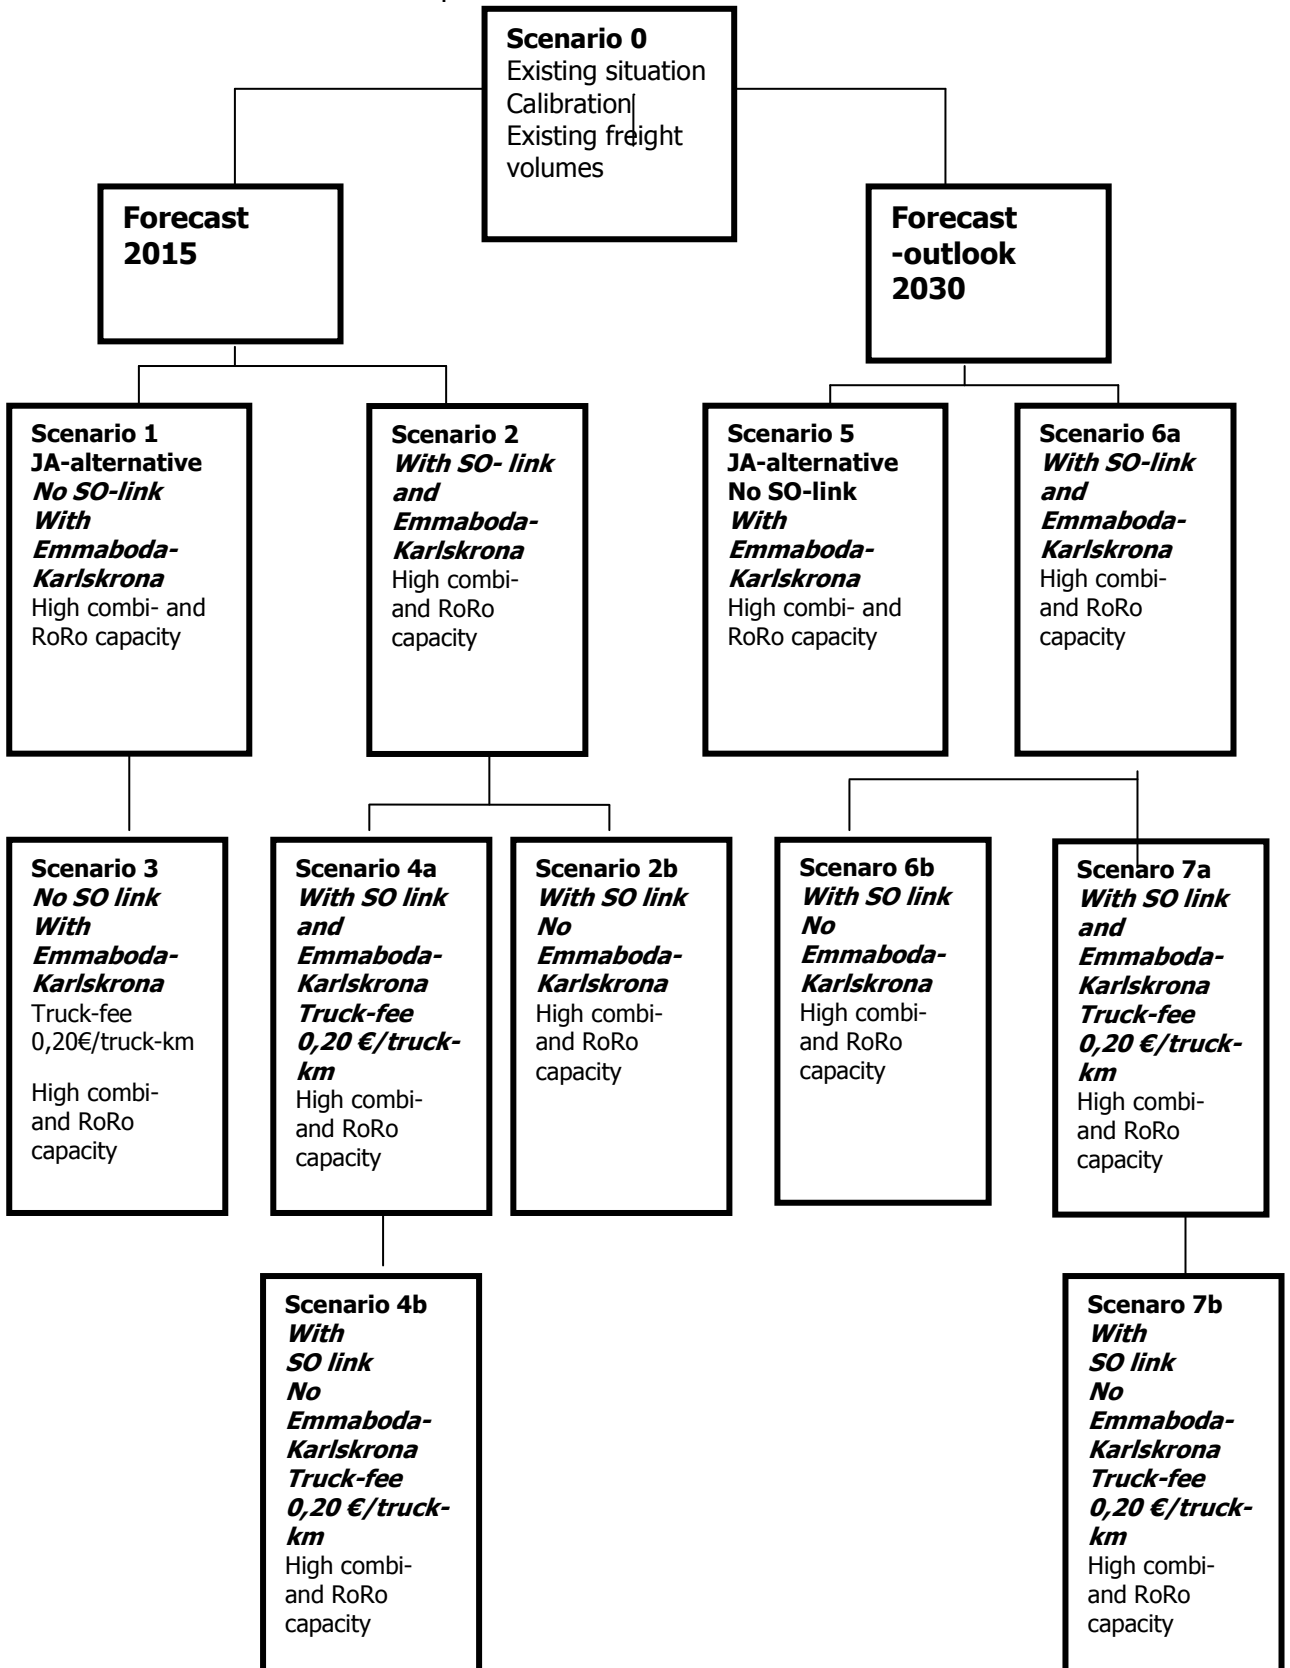 Scenario 0
Existing situation
Calibration
Existing freight
volumes
Forecast
2015
Forecast
-outlook
2030
Scenario 1
JA-alternative
No SO-link
With
Emmaboda-
Karlskrona
High combi- and
RoRo capacity
Scenario 2
With SO- link
and
Emmaboda-
Karlskrona
High combi-
and RoRo
capacity
Scenario 5
JA-alternative
No SO-link
With
Emmaboda-
Karlskrona
High combi- and
RoRo capacity
Scenario 6a
With SO-link
and
Emmaboda-
Karlskrona
High combi-
and RoRo
capacity
Scenario 3
No SO link
With
Emmaboda-
Karlskrona
Truck-fee
0,20€/truck-km
High combi-
and RoRo
capacity
Scenario 4a
With SO link
and
Emmaboda-
Karlskrona
Truck-fee
0,20 €/truck-
km
High combi-
and RoRo
capacity
Scenario 2b
With SO link
No
Emmaboda-
Karlskrona
High combi-
and RoRo
capacity
Scenaro 6b
With SO link
No
Emmaboda-
Karlskrona
High combi-
and RoRo
capacity
Scenaro 7a
With SO link
and
Emmaboda-
Karlskrona
Truck-fee
0,20 €/truck-
km
High combi-
and RoRo
capacity
Scenario 4b
With
SO link
No
Emmaboda-
Karlskrona
Truck-fee
0,20 €/truck-
km
High combi-
and RoRo
capacity
Scenaro 7b
With
SO link
No
Emmaboda-
Karlskrona
Truck-fee
0,20 €/truck-
km
High combi-
and RoRo
capacity